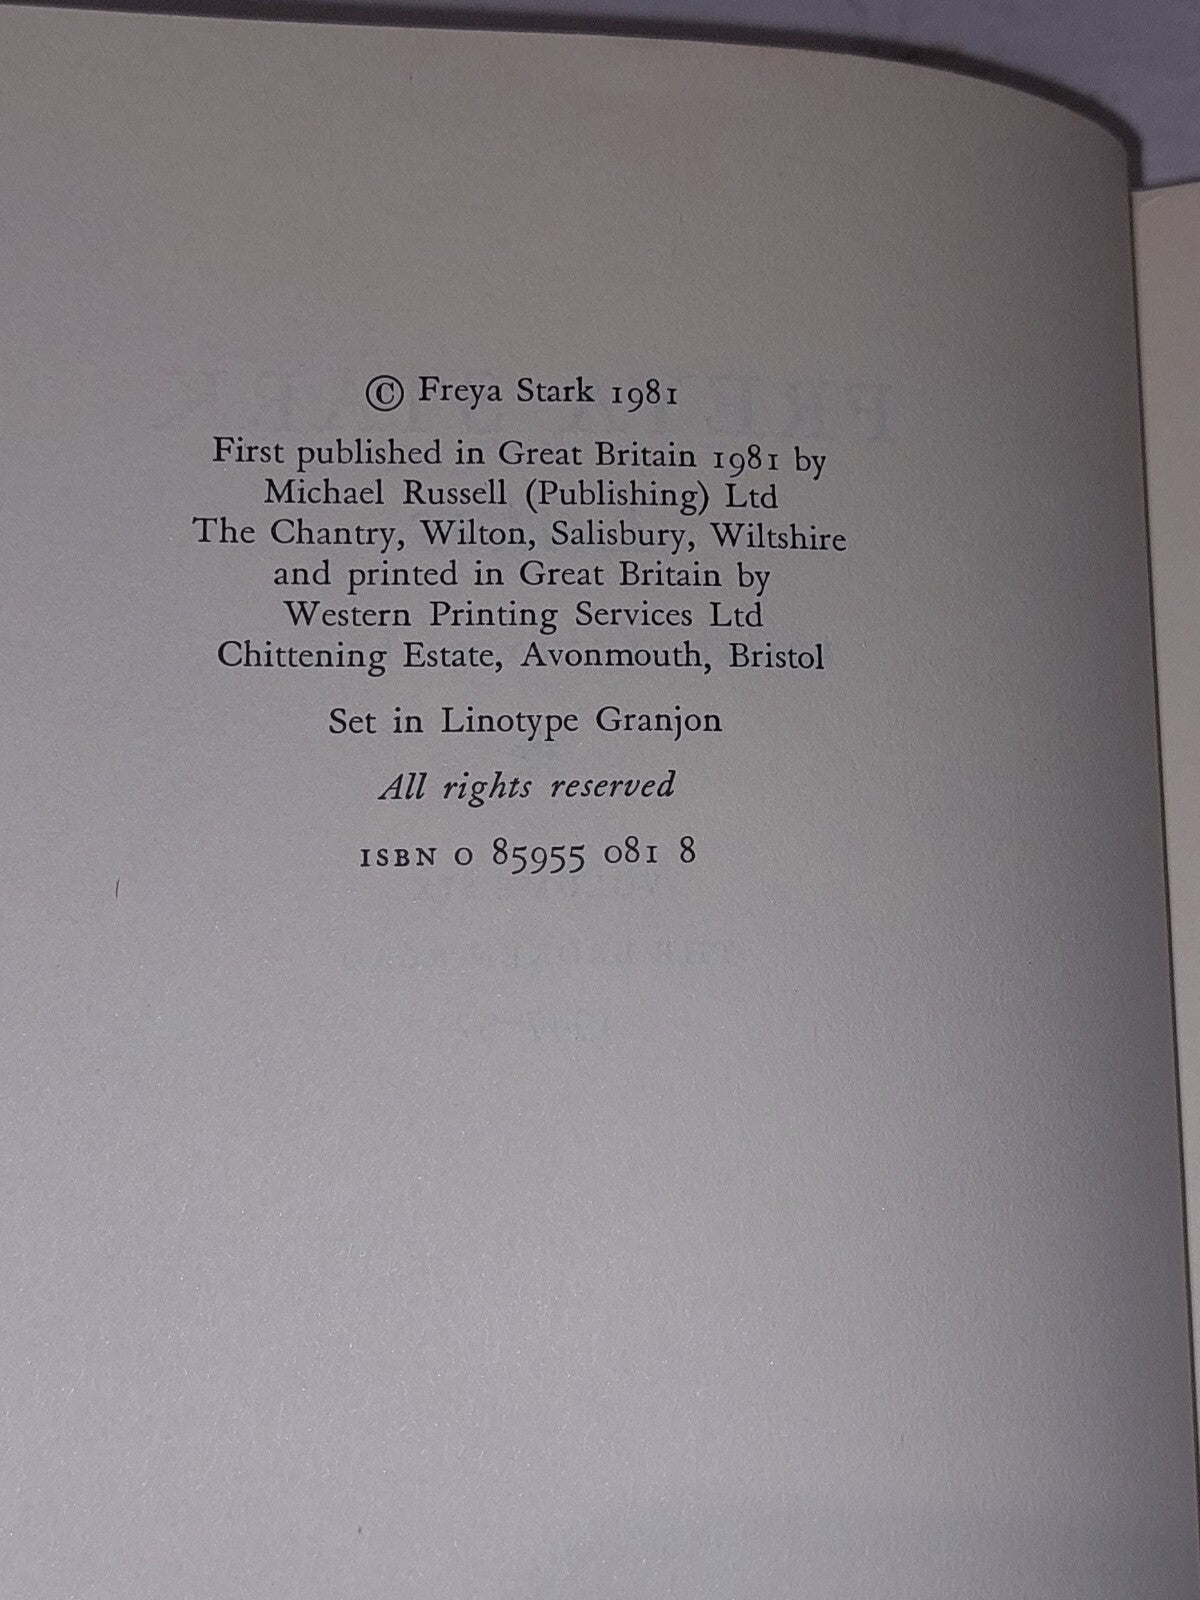 © Freya Stark 1981
First published in Great Britain 1981 by
Michael Russell (Publishing) Ltd
The Chantry, Wilton, Salisbury, Wiltshire
and printed in Great Britain by
Western Printing Services Ltd
Chittening Estate, Avonmouth, Bristol
Set in Linotype Granjon
All rights reserved
ISBN 0 85955 081 8